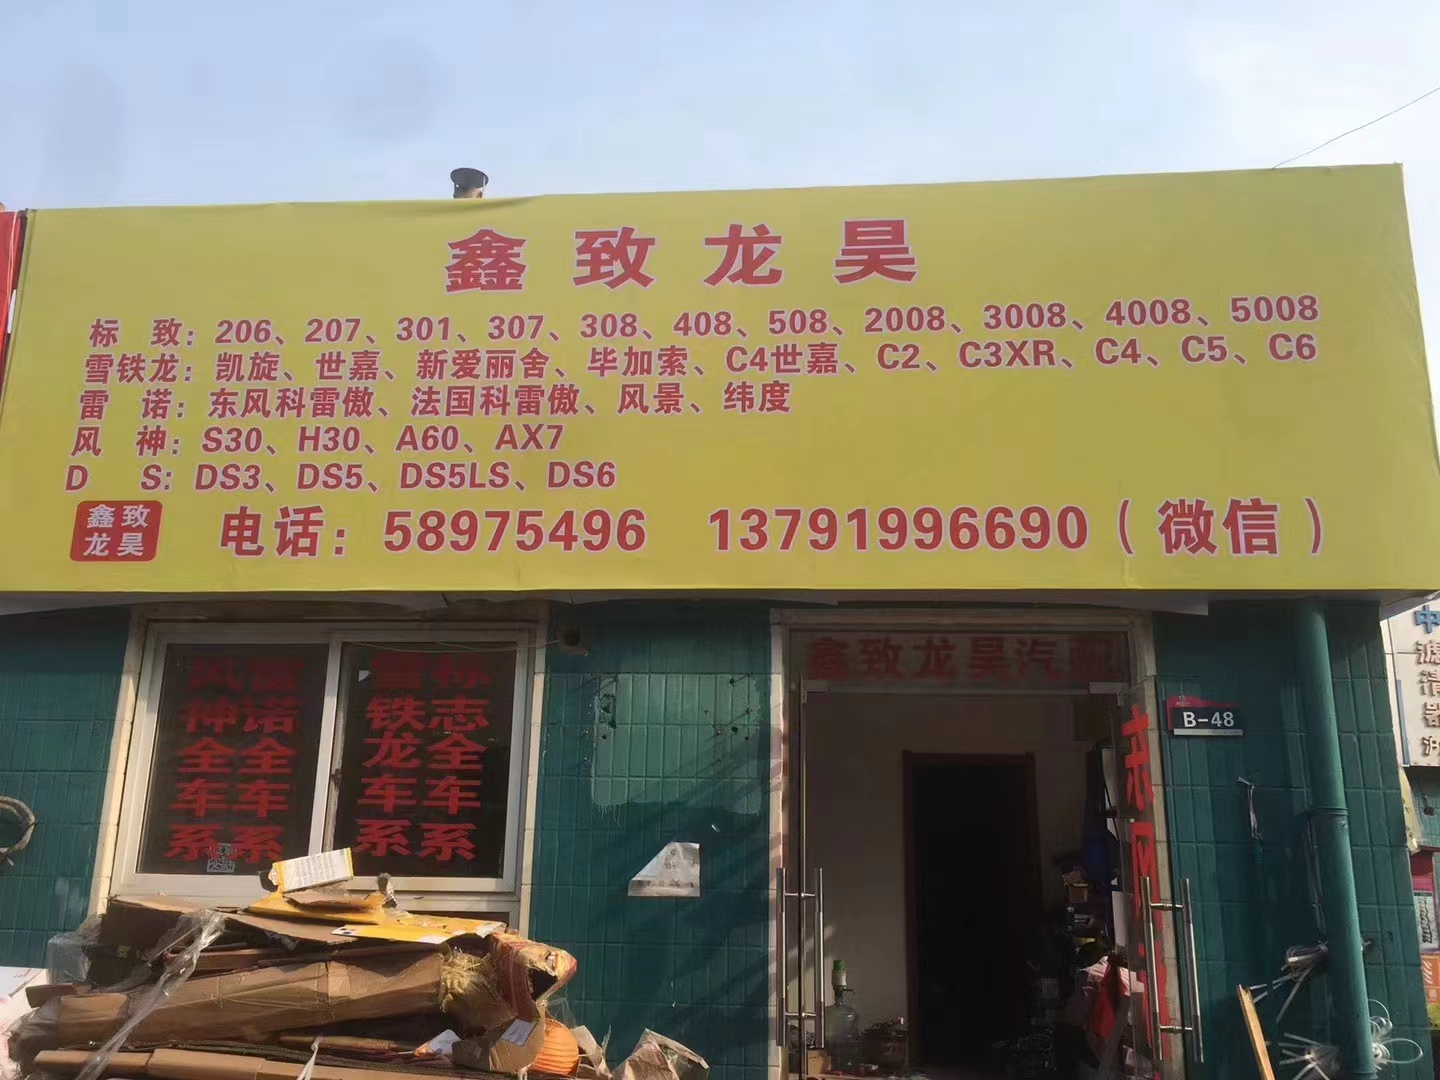 鑫致龙昊
标 致：206、207、301、307、308、408、508、2008、3008、4008、5008
雪铁龙：凯旋、世嘉、新爱丽舍、毕加索、C4世嘉、C2、C3XR、C4、C5、C6
雷 诺：东风科雷傲、法国科雷傲、风景、纬度
风 神：S30、H30、A60、AX7
D S：DS3、DS5、DS5LS、DS6
鑫致
龙昊
电话：58975496 13791996690（微信）
鑫致龙昊汽配
标志全车系
雪铁龙车系
雷诺全车系
风神全车系
B-48
中
滤清器